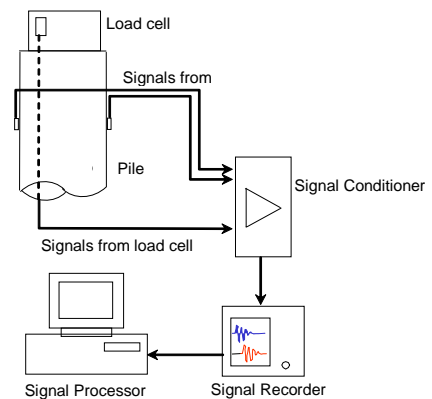 Load cell
Signals from
Pile
Signal Conditioner
Signals from load cell
Signal Processor
Signal Recorder